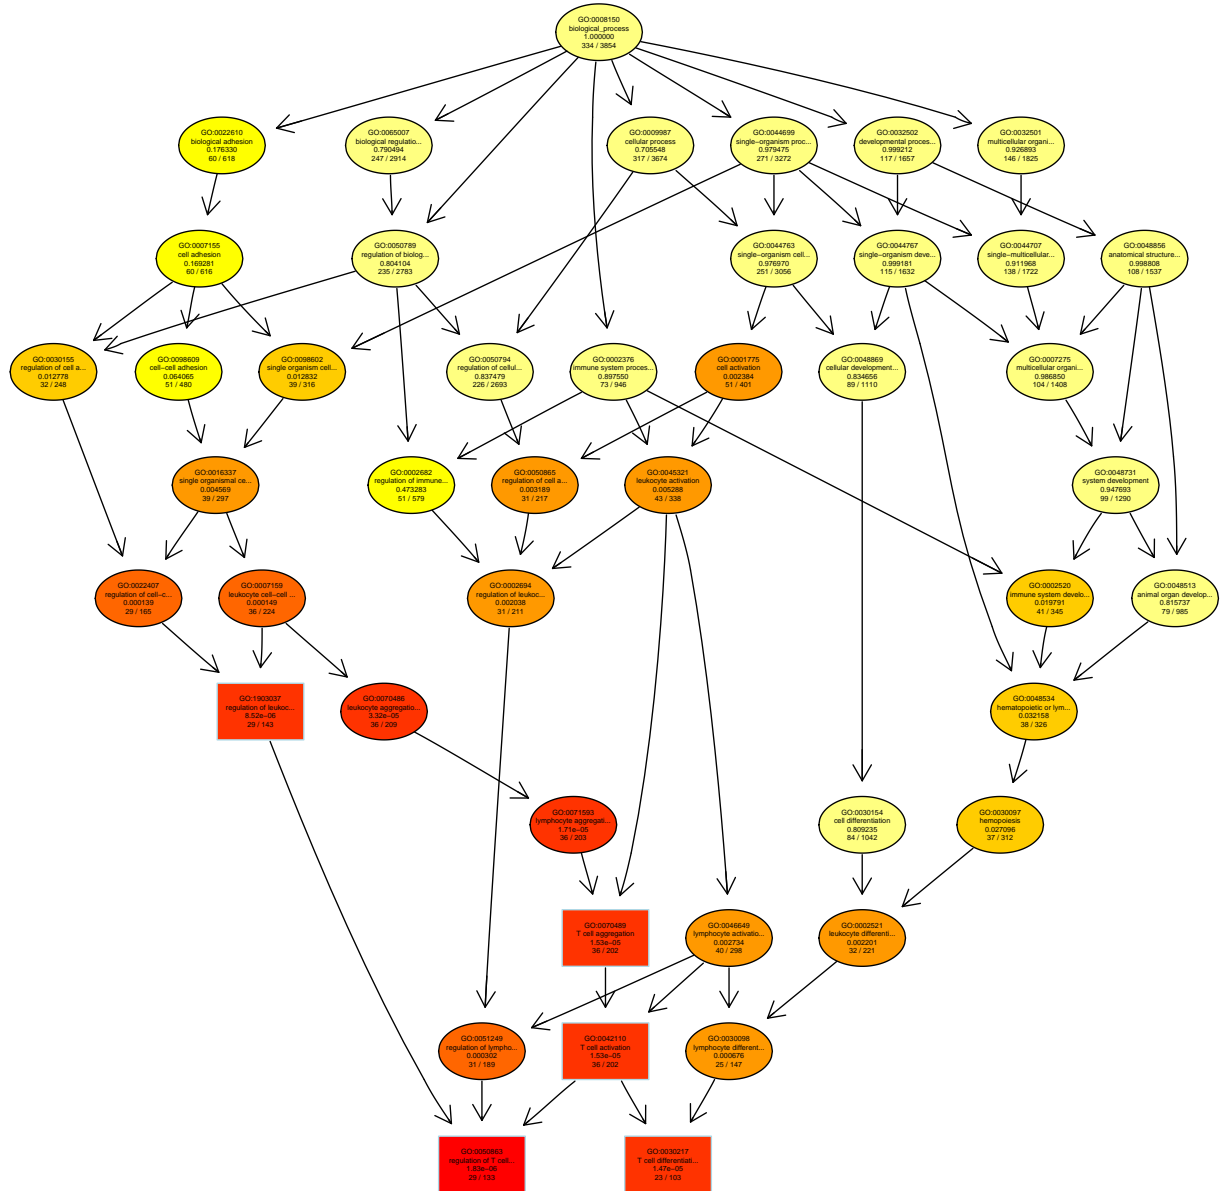 GO:0008150
biological_process
1.000000
334 / 3854
GO:0022610
biological adhesion
0.176330
60 / 618
GO:0065007
biological regulatio...
0.790494
247 / 2914
GO:0009987
cellular process
0.705548
317 / 3674
GO:0044699
single−organism proc...
0.979475
271 / 3272
GO:0032502
developmental proces...
0.999212
117 / 1657
GO:0032501
multicellular organi...
0.926893
146 / 1825
GO:0007155
cell adhesion
0.169281
60 / 616
GO:0050789
regulation of biolog...
0.804104
235 / 2783
GO:0044763
single−organism cell...
0.976970
251 / 3056
GO:0044767
single−organism deve...
0.999181
115 / 1632
GO:0044707
single−multicellular...
0.911968
138 / 1722
GO:0048856
anatomical structure...
0.998808
108 / 1537
GO:0030155
regulation of cell a...
0.012778
32 / 248
GO:0098609
cell−cell adhesion
0.064065
51 / 480
GO:0098602
single organism cell...
0.012832
39 / 316
GO:0050794
regulation of cellul...
0.837479
226 / 2693
GO:0002376
immune system proces...
0.897550
73 / 946
GO:0001775
cell activation
0.002384
51 / 401
GO:0048869
cellular development...
0.834656
89 / 1110
GO:0007275
multicellular organi...
0.986850
104 / 1408
GO:0016337
single organismal ce...
0.004569
39 / 297
GO:0002682
regulation of immune...
0.473283
51 / 579
GO:0050865
regulation of cell a...
0.003189
31 / 217
GO:0045321
leukocyte activation
0.005288
43 / 338
GO:0048731
system development
0.947693
99 / 1290
GO:0022407
regulation of cell−c...
0.000139
29 / 165
GO:0007159
leukocyte cell−cell ...
0.000149
36 / 224
GO:0002694
regulation of leukoc...
0.002038
31 / 211
GO:0002520
immune system develo...
0.019791
41 / 345
GO:0048513
animal organ develop...
0.815737
79 / 985
GO:1903037
regulation of leukoc...
8.52e−06
29 / 143
GO:0070486
leukocyte aggregatio...
3.32e−05
36 / 209
GO:0048534
hematopoietic or lym...
0.032158
38 / 326
GO:0071593
lymphocyte aggregati...
1.71e−05
36 / 203
GO:0030154
cell differentiation
0.809235
84 / 1042
GO:0030097
hemopoiesis
0.027096
37 / 312
GO:0070489
T cell aggregation
1.53e−05
36 / 202
GO:0046649
lymphocyte activatio...
0.002734
40 / 298
GO:0002521
leukocyte differenti...
0.002201
32 / 221
GO:0051249
regulation of lympho...
0.000302
31 / 189
GO:0042110
T cell activation
1.53e−05
36 / 202
GO:0030098
lymphocyte different...
0.000676
25 / 147
GO:0050863
regulation of T cell...
1.83e−06
29 / 133
GO:0030217
T cell differentiati...
1.47e−05
23 / 103